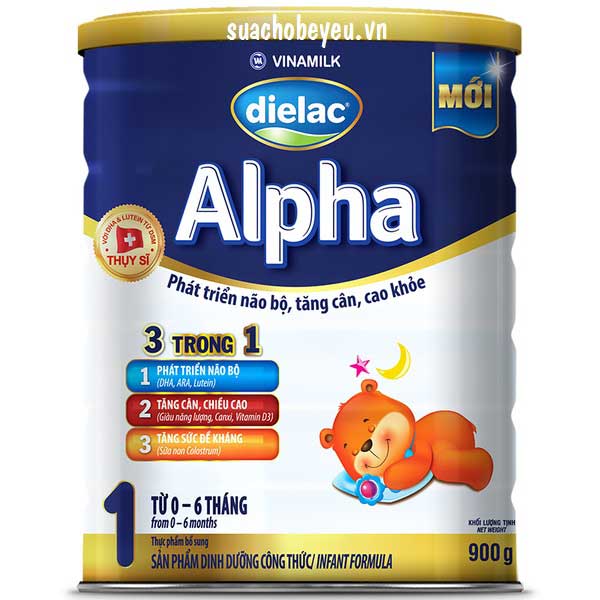 suachobeyeu.vn
VINAMILK
dielac
MỚI
Alpha
VỚI DHA & LUTEIN TỪ DSM
THỤY SĨ
Phát triển não bộ, tăng cân, cao khỏe
3 TRONG 1
1 PHÁT TRIỂN NÃO BỘ
(DHA, ARA, Lutein)
2 TĂNG CÂN, CHIỀU CAO
(Giàu năng lượng, Canxi, Vitamin D3)
3 TĂNG SỨC ĐỀ KHÁNG
(Sữa non Colostrum)
1
TỪ 0 – 6 THÁNG
from 0 – 6 months
Thực phẩm bổ sung
SẢN PHẨM DINH DƯỠNG CÔNG THỨC/ INFANT FORMULA
KHỐI LƯỢNG TỊNH
NET WEIGHT
900 g